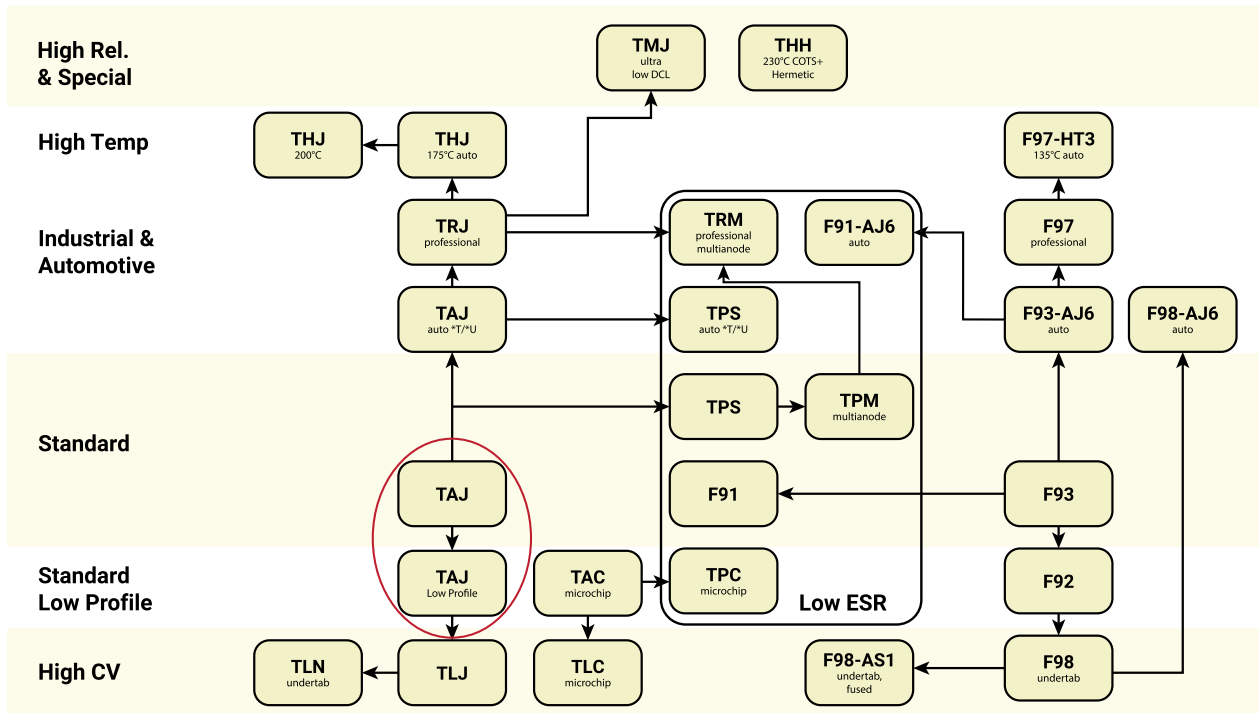 High Rel.
& Special
TMJ
ultra
low DCL
THH
230°C COTS+
Hermetic
High Temp
THJ
200°C
THJ
175°C auto
F97-HT3
135°C auto
Industrial &
Automotive
TRJ
professional
TRM
professional
multianode
F91-AJ6
auto
F97
professional
TAJ
auto *T/*U
TPS
auto *T/*U
F93-AJ6
auto
F98-AJ6
auto
Standard
TPS
TPM
multianode
TAJ
F91
F93
Standard
Low Profile
TAJ
Low Profile
TAC
microchip
TPC
microchip
Low ESR
F92
High CV
TLN
undertab
TLJ
TLC
microchip
F98-AS1
undertab,
fused
F98
undertab